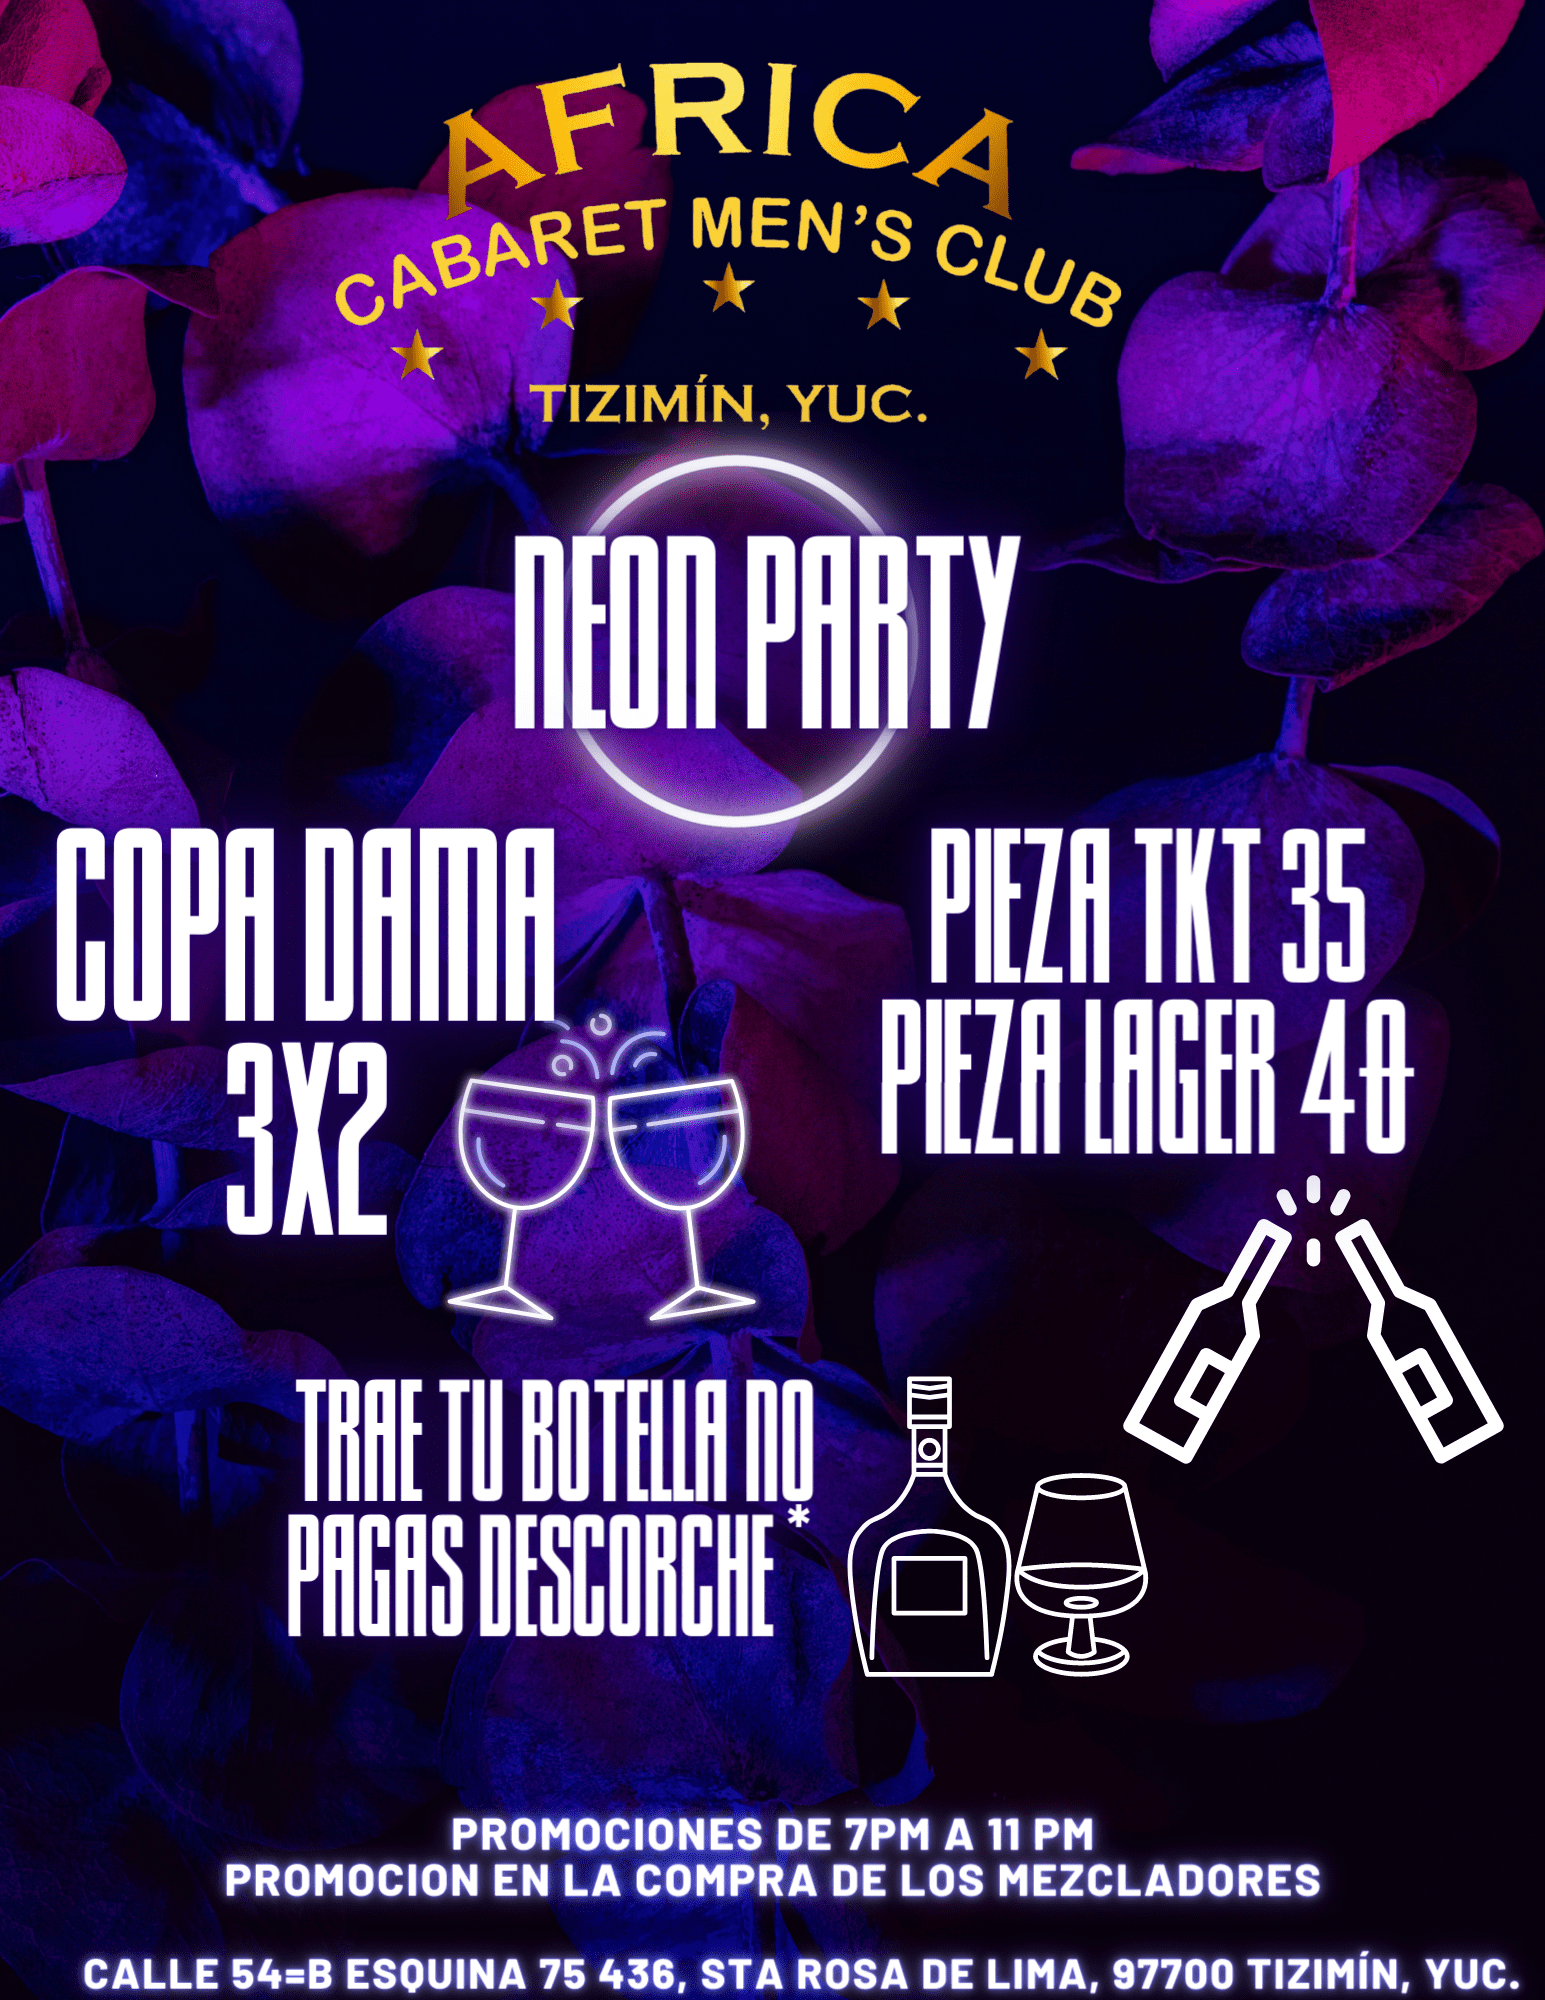 AFRICA
CABARET MEN'S CLUB
TIZIMÍN, YUC.
NEON PARTY
COPA DAMA
3X2
PIEZA TKT 35
PIEZA LAGER 40
TRAE TU BOTELLA NO
PAGAS DESCORCHE *
PROMOCIONES DE 7PM A 11 PM
PROMOCION EN LA COMPRA DE LOS MEZCLADORES
CALLE 54=B ESQUINA 75 436, STA ROSA DE LIMA, 97700 TIZIMÍN, YUC.